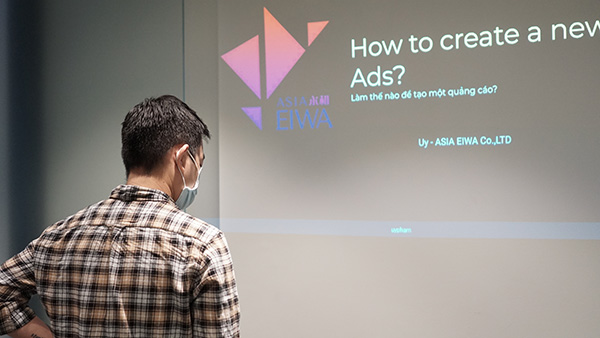 How to create a new
Ads?
Làm thế nào để tạo một quảng cáo?
ASIA 永和
EIWA
Uy - ASIA EIWA Co.,LTD